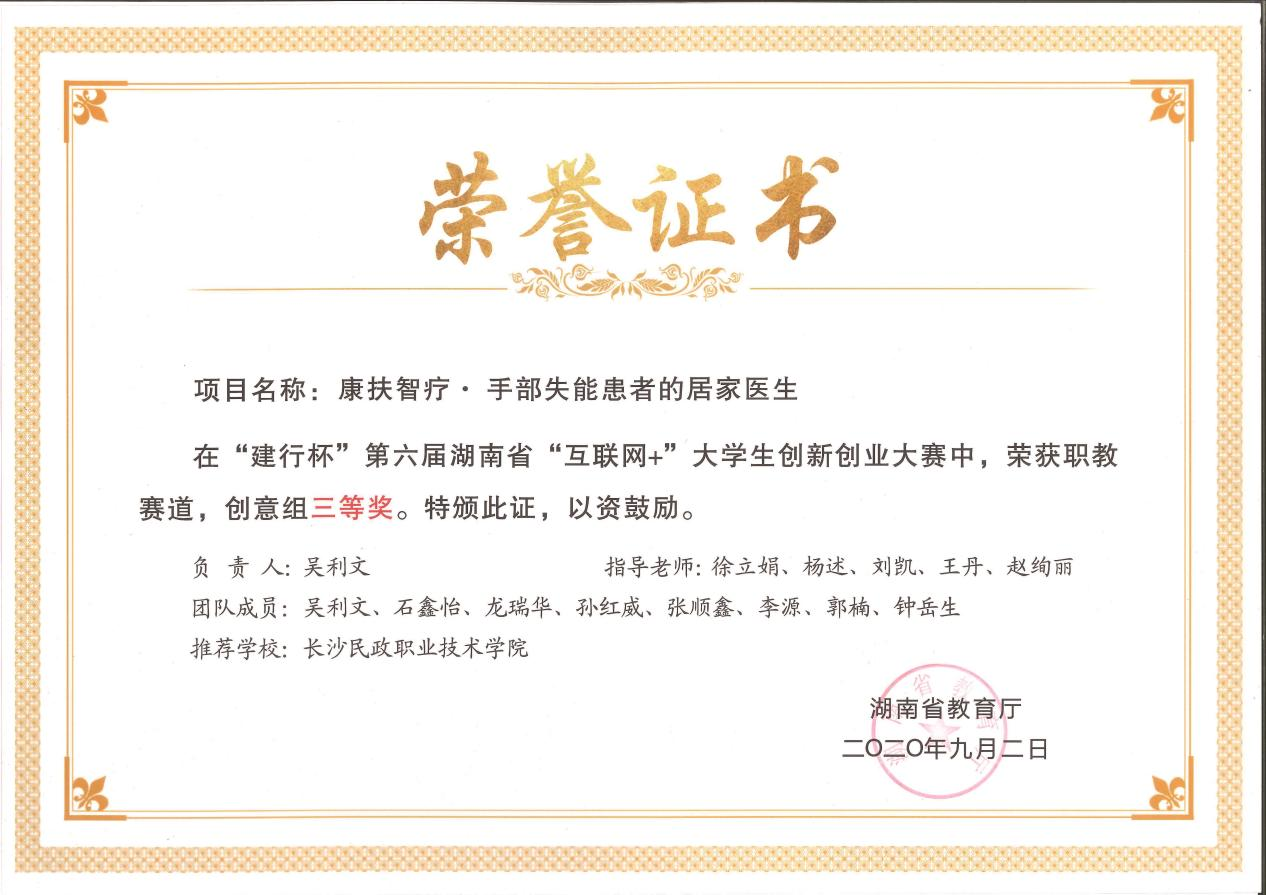 荣誉证书
项目名称：康扶智疗·手部失能患者的居家医生
在“建行杯”第六届湖南省“互联网+”大学生创新创业大赛中，荣获职教
赛道，创意组三等奖。特颁此证，以资鼓励。
负责人：吴利文 指导老师：徐立娟、杨述、刘凯、王丹、赵绚丽
团队成员：吴利文、石鑫怡、龙瑞华、孙红威、张顺鑫、李源、郭楠、钟岳生
推荐学校：长沙民政职业技术学院
湖南省教育厅
湖南省教育厅
二〇二〇年九月二日